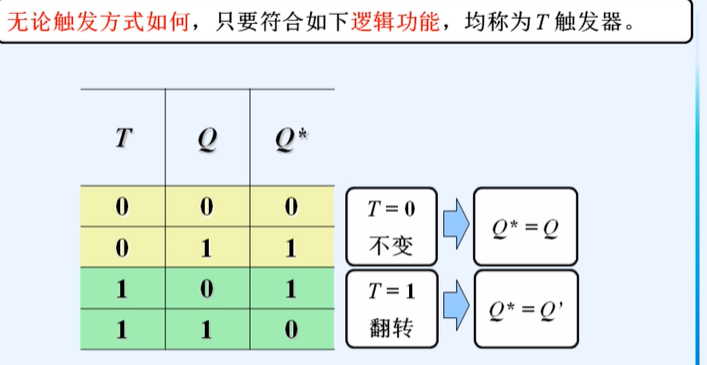 无论触发方式如何，只要符合如下逻辑功能，均称为T触发器。
T Q Q*
0 0 0
0 1 1
1 0 1
1 1 0
T = 0
不变
Q* = Q
T = 1
翻转
Q* = Q’